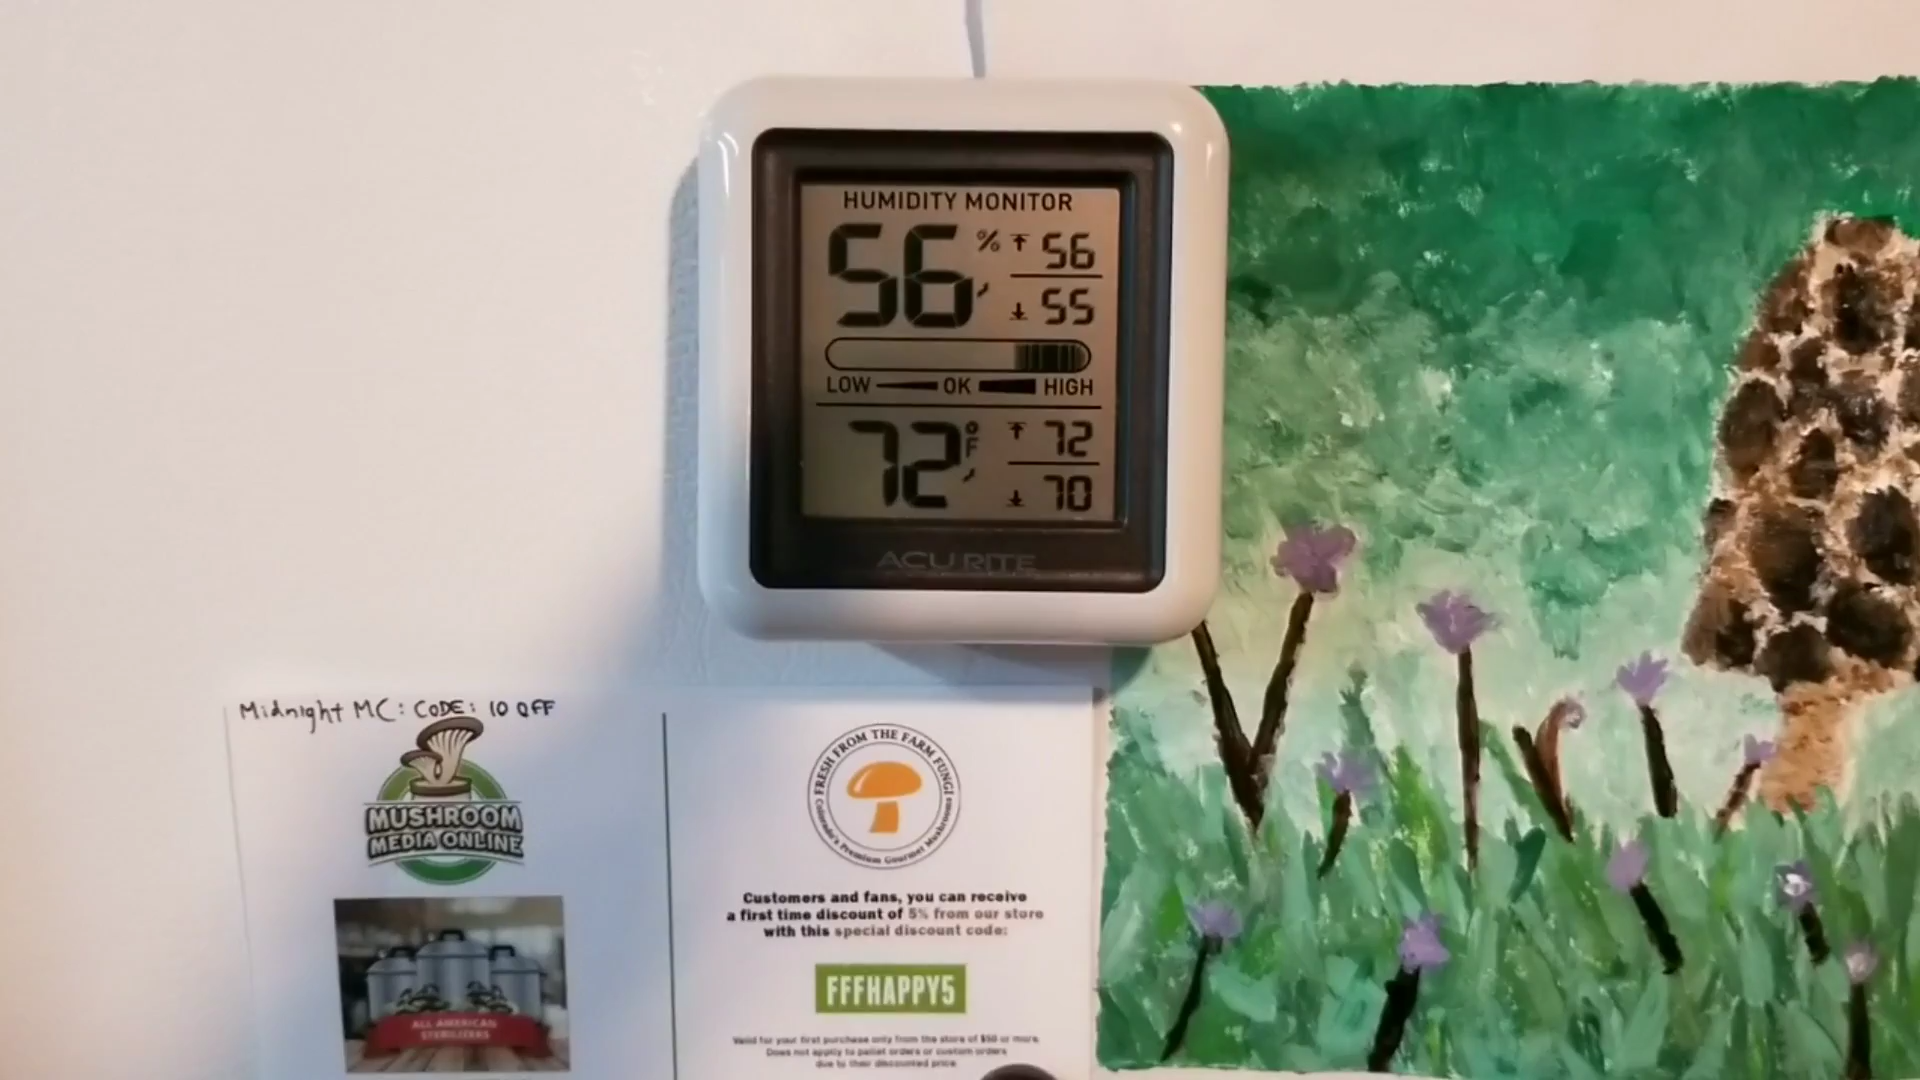 HUMIDITY MONITOR
56 % 56
55
LOW OK HIGH
72 °F 72
70
ACURITE
Midnight MC: CODE: 10 OFF
MUSHROOM
MEDIA ONLINE
ALL AMERICAN
STERILIZERS
FRESH FROM THE FARM FUNGI
Colorado's Premium Gourmet Mushrooms
Customers and fans, you can receive
a first time discount of 5% from our store
with this special discount code:
FFFHAPPY5
Valid for your first purchase only from the store of $50 or more.
Does not apply to pallet orders or custom orders
due to their discounted price